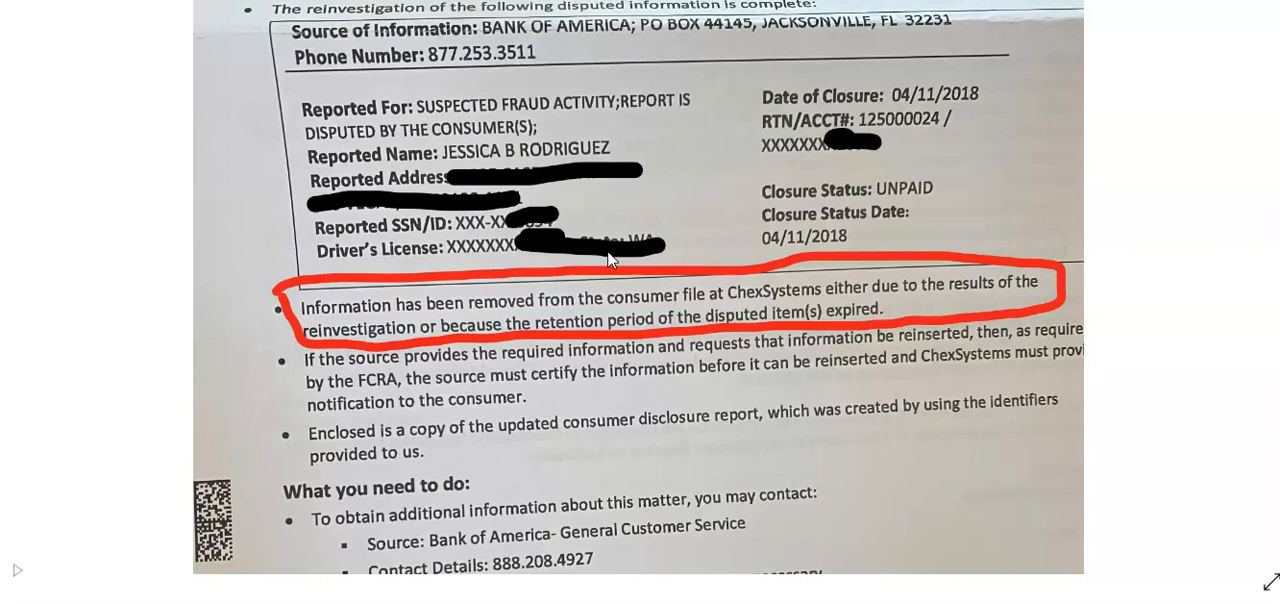 The reinvestigation of the following disputed information is complete:
Source of Information: BANK OF AMERICA; PO BOX 44145, JACKSONVILLE, FL 32231
Phone Number: 877.253.3511
Reported For: SUSPECTED FRAUD ACTIVITY;REPORT IS
DISPUTED BY THE CONSUMER(S);
Reported Name: JESSICA B RODRIGUEZ
Reported Address
Reported SSN/ID: XXX-XX
Driver's License: XXXXXXX
Date of Closure: 04/11/2018
RTN/ACCT#: 125000024 /
XXXXXXX
Closure Status: UNPAID
Closure Status Date:
04/11/2018
• Information has been removed from the consumer file at ChexSystems either due to the results of the
reinvestigation or because the retention period of the disputed item(s) expired.
• If the source provides the required information and requests that information be reinserted, then, as require
by the FCRA, the source must certify the information before it can be reinserted and ChexSystems must provi
notification to the consumer.
• Enclosed is a copy of the updated consumer disclosure report, which was created by using the identifiers
provided to us.
What you need to do:
• To obtain additional information about this matter, you may contact:
▪ Source: Bank of America- General Customer Service
▪ Contact Details: 888.208.4927